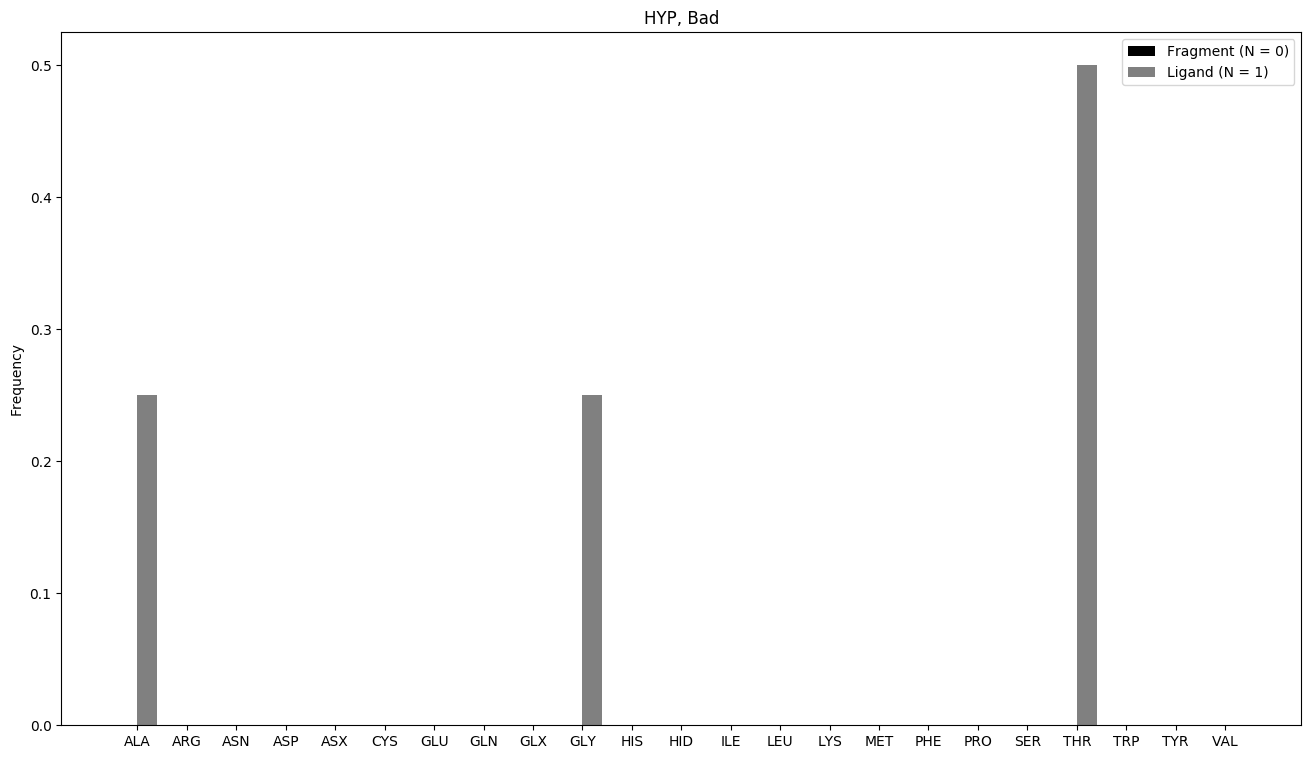 HYP, Bad
Fragment (N = 0)
Ligand (N = 1)
0.5
0.4
0.3
0.2
0.1
0.0
Frequency
ALA ARG ASN ASP ASX CYS GLU GLN GLX GLY HIS HID ILE LEU LYS MET PHE PRO SER THR TRP TYR VAL